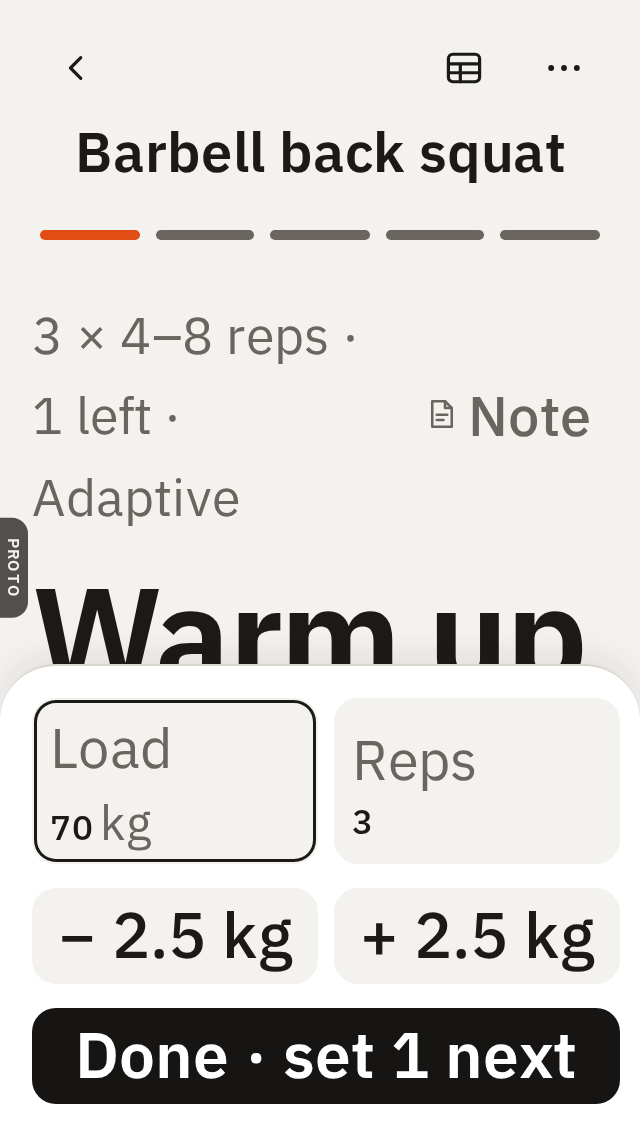 Barbell back squat
3 × 4–8 reps ·
1 left ·
Adaptive
Note
PROTO
Warm up
Load
70 kg
Reps
3
– 2.5 kg
+ 2.5 kg
Done · set 1 next